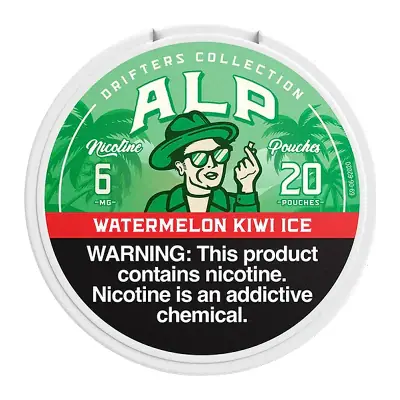 DRIFTERS COLLECTION
ALP
Nicotine
6
-MG-
Pouches
20
-POUCHES-
WATERMELON KIWI ICE
WARNING: This product
contains nicotine.
Nicotine is an addictive
chemical.